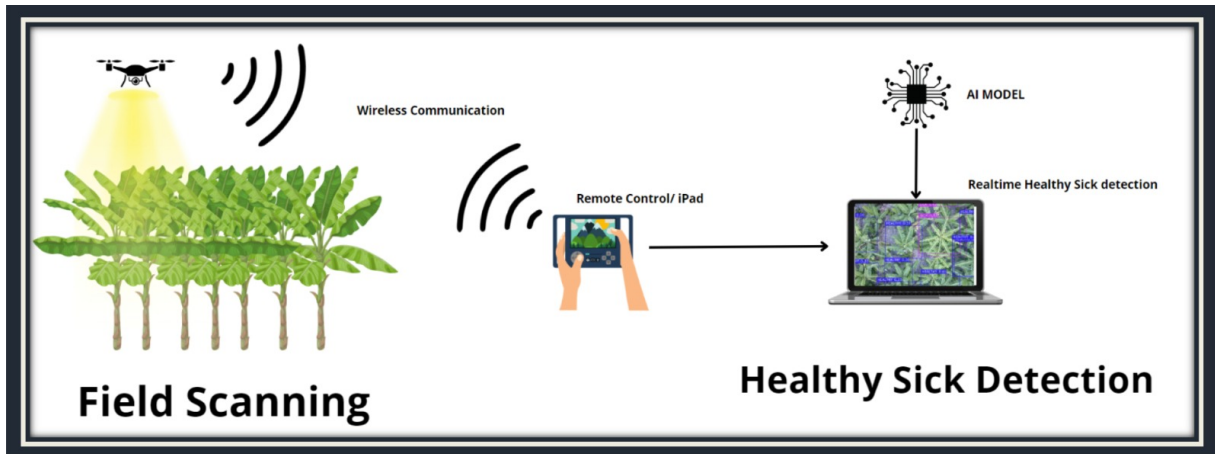 Wireless Communication
AI MODEL
Realtime Healthy Sick detection
Remote Control/ iPad
Field Scanning
Healthy Sick Detection